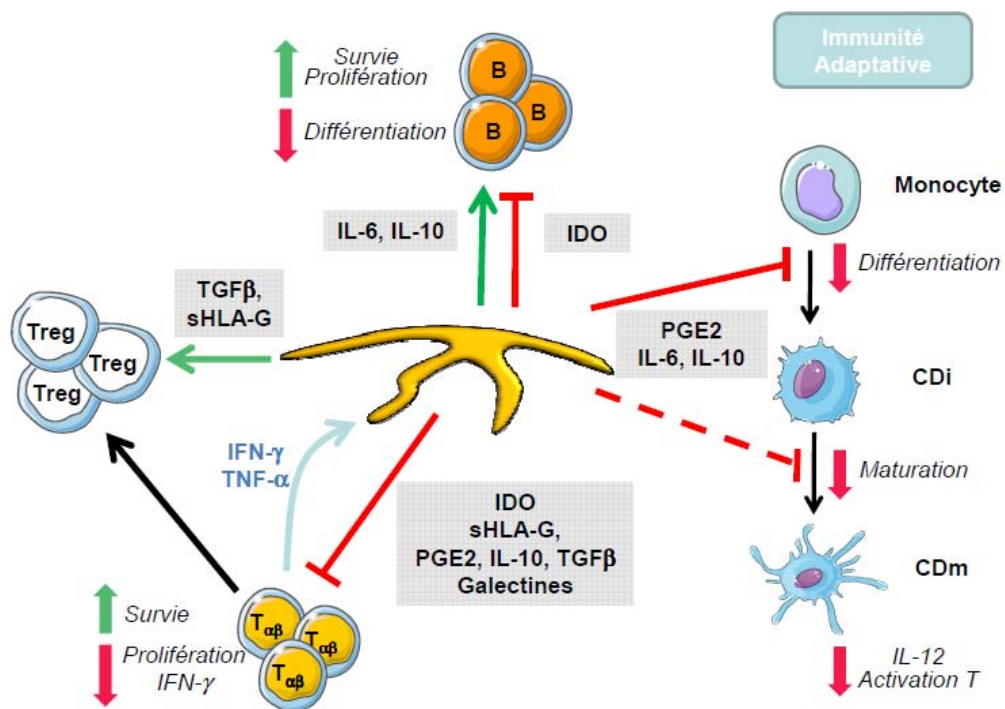 Immunité
Adaptative
Survie
Prolifération
Différentiation
B
B
B
IL-6, IL-10
IDO
Monocyte
Différentiation
TGFβ,
sHLA-G
PGE2
IL-6, IL-10
CDi
Treg
Treg
Treg
IFN-γ
TNF-α
Maturation
IDO
sHLA-G,
PGE2, IL-10, TGFβ
Galectines
CDm
Survie
Prolifération
IFN-γ
Tαβ
Tαβ
Tαβ
IL-12
Activation T